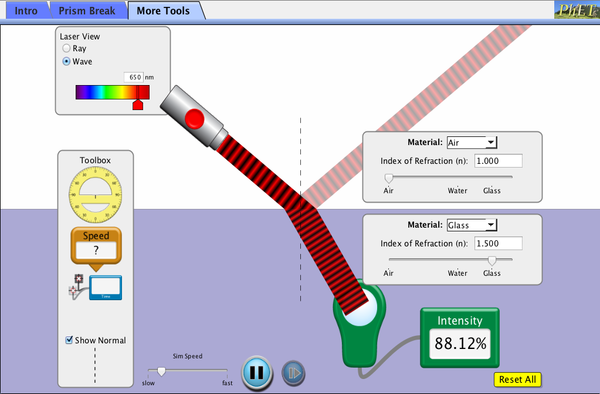 Intro
Prism Break
More Tools
PhET
Laser View
Ray
Wave
650 nm
Material: Air
Index of Refraction (n): 1.000
Air Water Glass
Material: Glass
Index of Refraction (n): 1.500
Air Water Glass
Toolbox
Speed
?
Time
Show Normal
Sim Speed
slow fast
Intensity
88.12%
Reset All